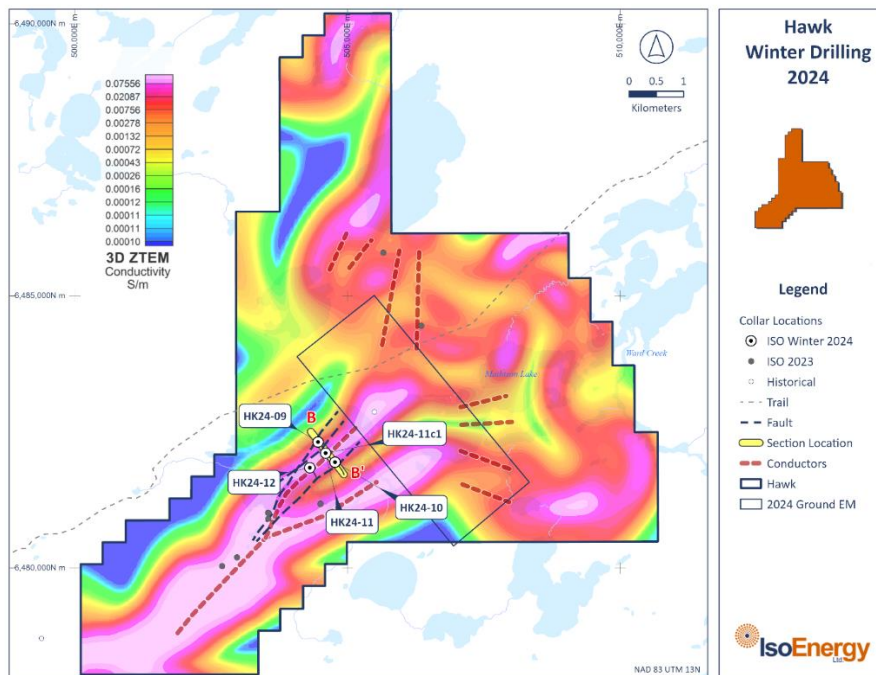 6,490,000N m
500,000E m
505,000E m
510,000E m
0.07556
0.02087
0.00756
0.00278
0.00132
0.00072
0.00043
0.00026
0.00016
0.00012
0.00011
0.00011
0.00010
3D ZTEM
Conductivity
S/m
0 0.5 1
Kilometers
6,485,000N m
Ward Creek
HK24-09
B
HK24-11c1
HK24-12
B'
HK24-11
HK24-10
6,480,000N m
NAD 83 UTM 13N
Hawk
Winter Drilling
2024
Legend
Collar Locations
ISO Winter 2024
ISO 2023
Historical
Trail
Fault
Section Location
Conductors
Hawk
2024 Ground EM
IsoEnergy
Ltd.